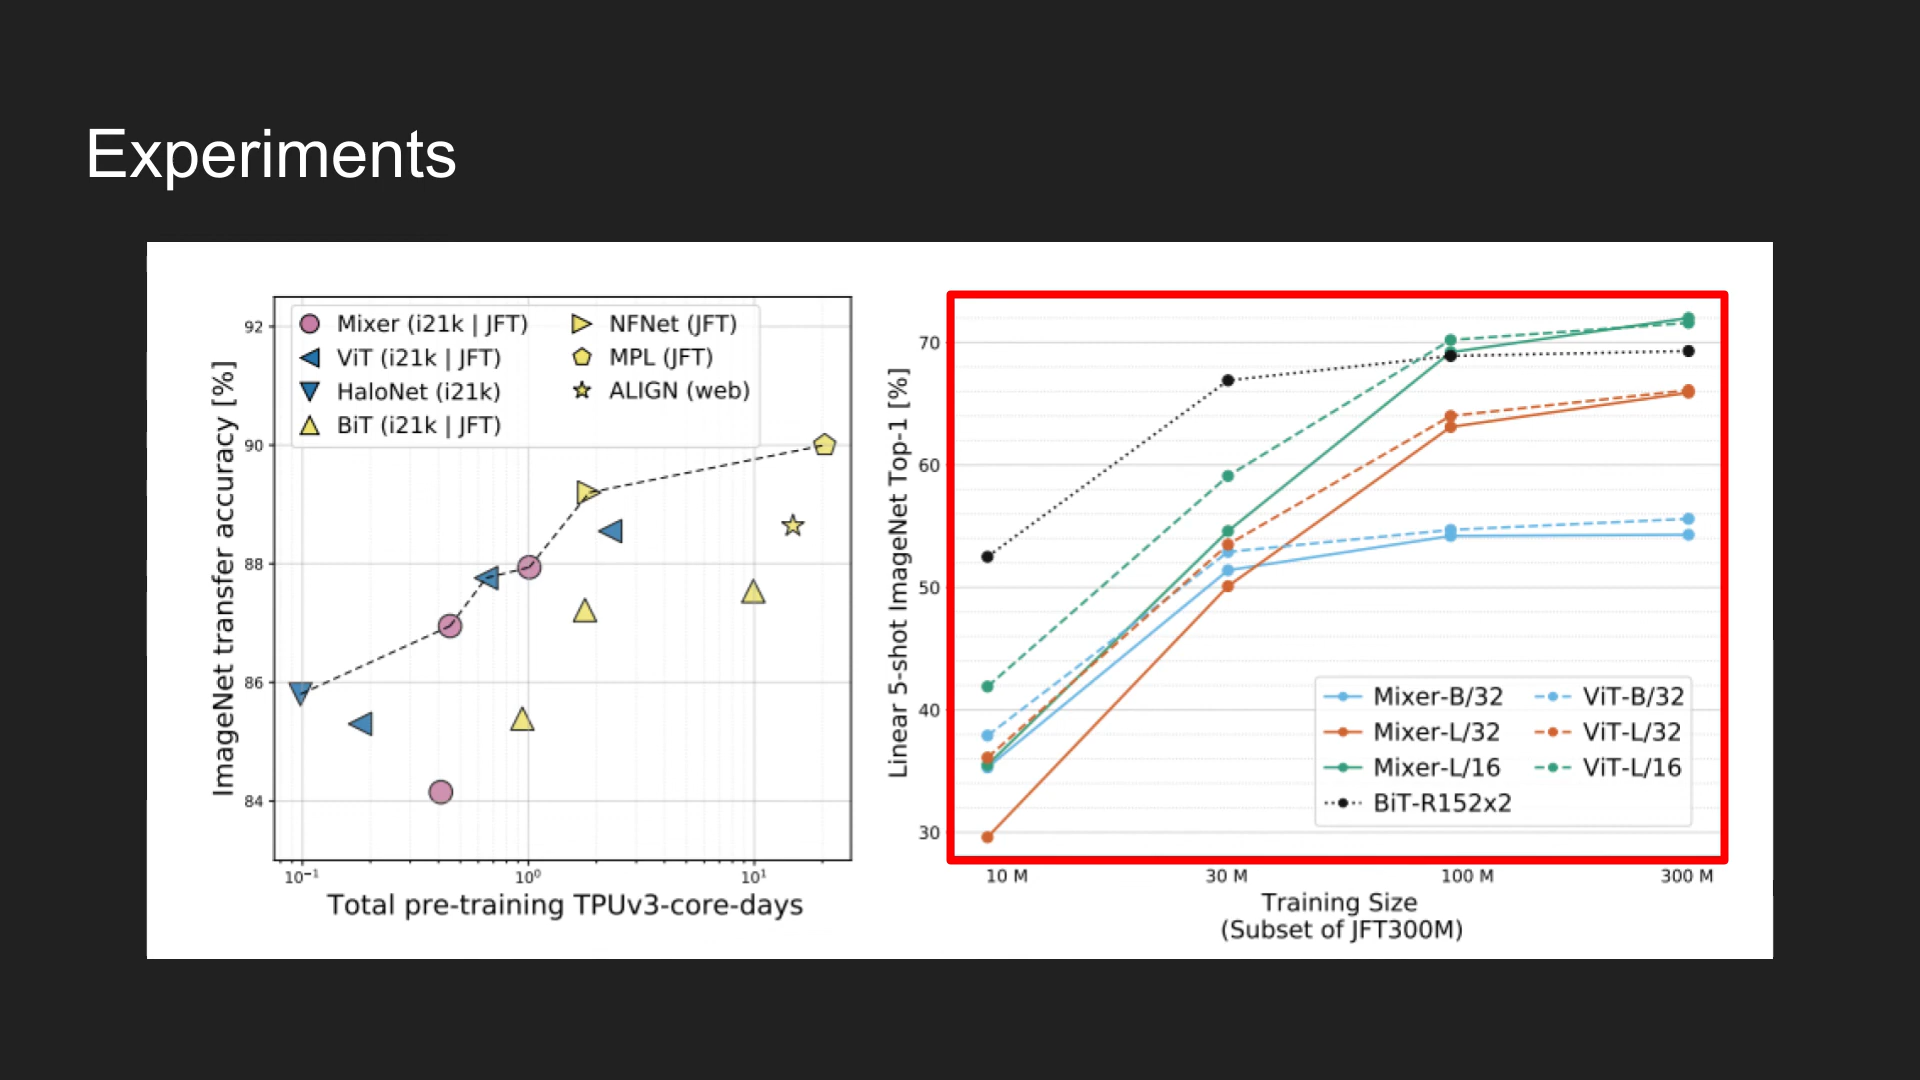 Experiments
ImageNet transfer accuracy [%]
92
90
88
86
84
Mixer (i21k | JFT)
ViT (i21k | JFT)
HaloNet (i21k)
BiT (i21k | JFT)
NFNet (JFT)
MPL (JFT)
ALIGN (web)
10⁻¹ 10⁰ 10¹
Total pre-training TPUv3-core-days
Linear 5-shot ImageNet Top-1 [%]
70
60
50
40
30
Mixer-B/32
Mixer-L/32
Mixer-L/16
BiT-R152x2
ViT-B/32
ViT-L/32
ViT-L/16
10 M 30 M 100 M 300 M
Training Size
(Subset of JFT300M)